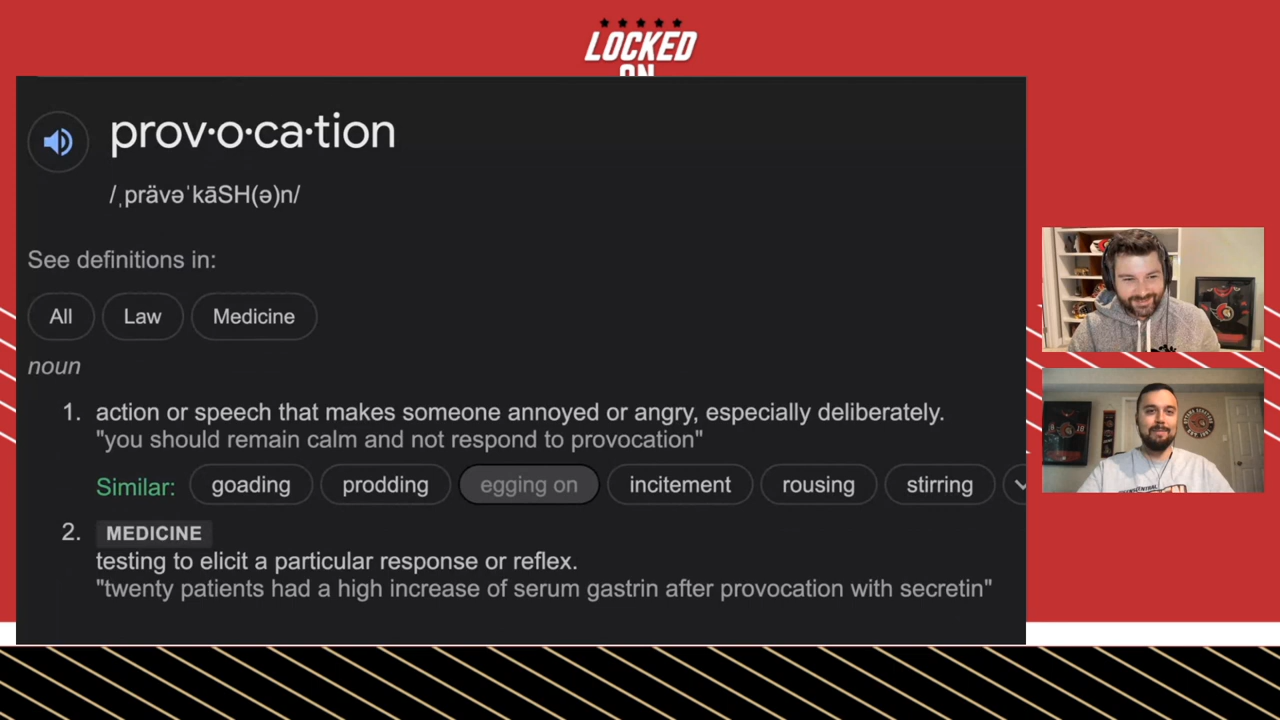 LOCKED
ON
prov·o·ca·tion
/ˌprävəˈkāSH(ə)n/
See definitions in:
All Law Medicine
noun
1. action or speech that makes someone annoyed or angry, especially deliberately.
"you should remain calm and not respond to provocation"
Similar: goading prodding egging on incitement rousing stirring
2. MEDICINE
testing to elicit a particular response or reflex.
"twenty patients had a high increase of serum gastrin after provocation with secretin"